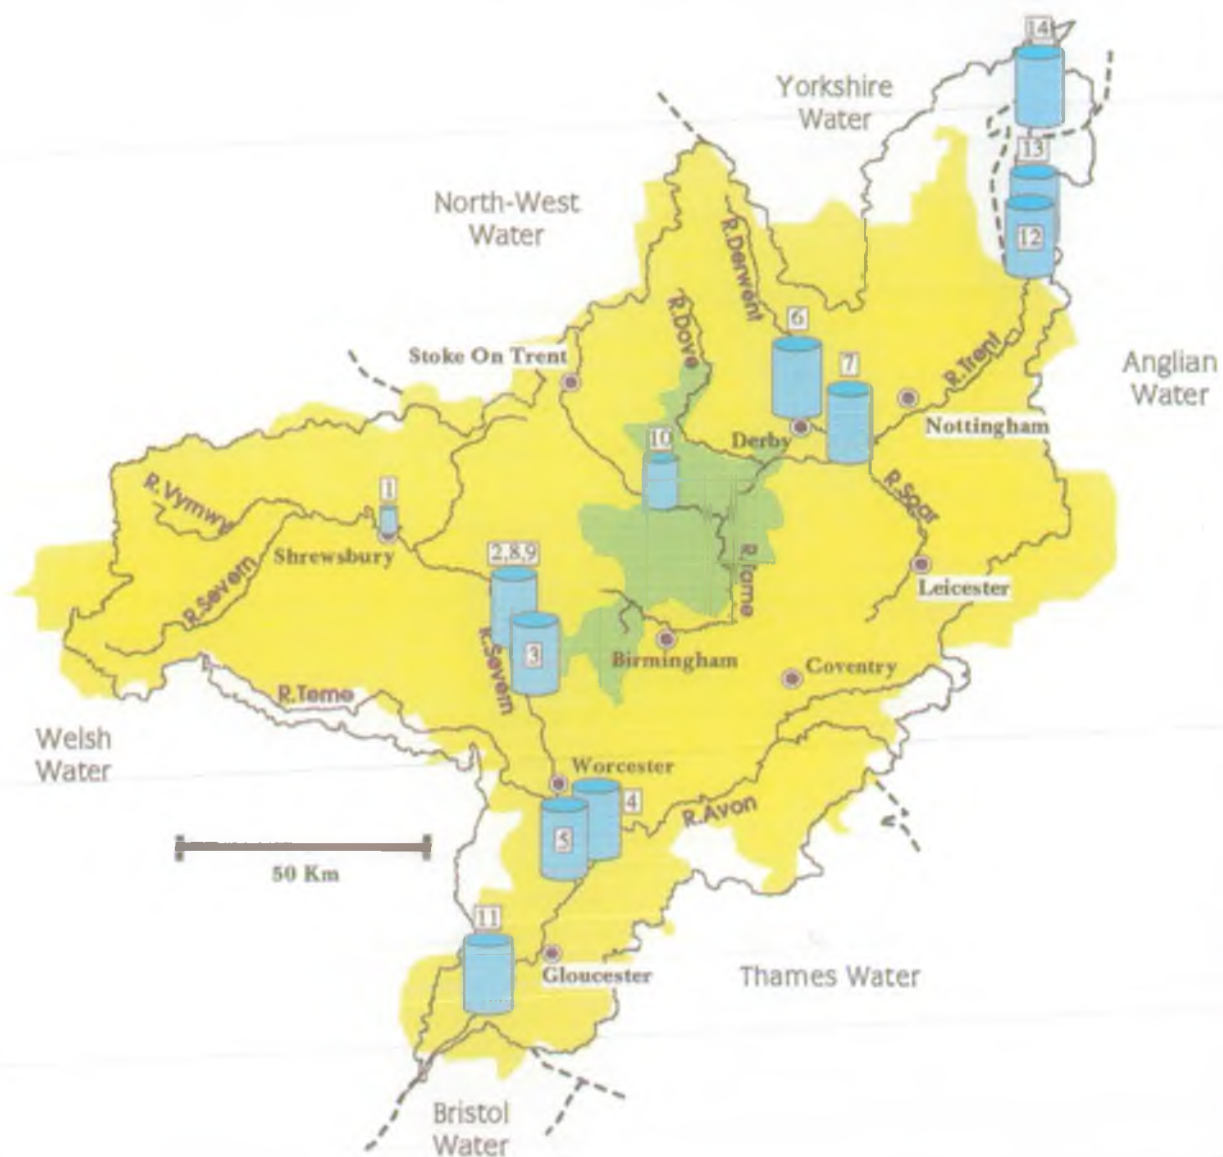 14
Yorkshire
Water
13
North-West
Water
12
R.Derwent
R.Dove
6
Stoke On Trent
7
R.Trent
Anglian
Water
Nottingham
Derby
10
R.Vymwy
1
R.Soar
Shrewsbury
2,8,9
R.Severn
R.Tame
Leicester
3
R.Severn
Birmingham
Coventry
R.Teme
Welsh
Water
Worcester
4
R.Avon
5
50 Km
11
Gloucester
Thames Water
Bristol
Water